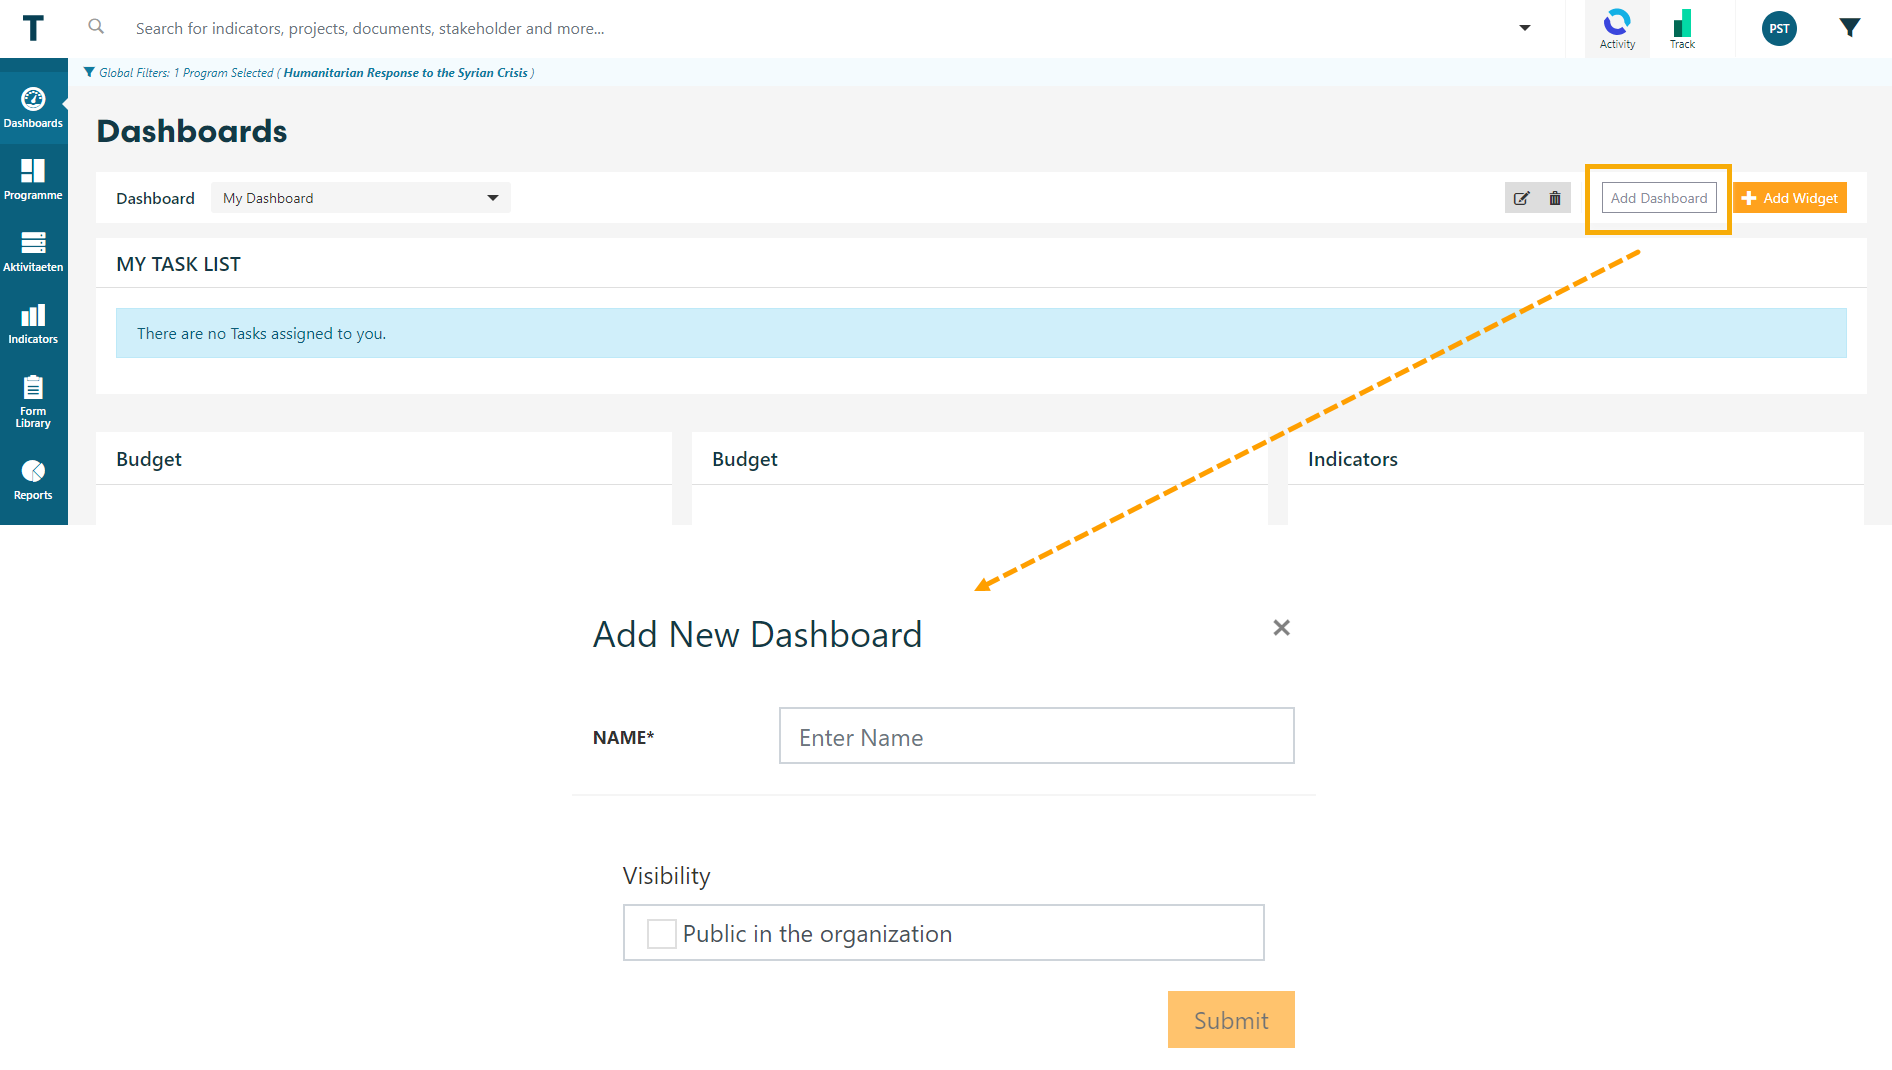 T
Search for indicators, projects, documents, stakeholder and more...
Activity
Track
PST
Global Filters: 1 Program Selected ( Humanitarian Response to the Syrian Crisis )
Dashboards
Programme
Aktivitaeten
Indicators
Form
Library
Reports
Dashboards
Dashboard
My Dashboard
Add Dashboard
Add Widget
MY TASK LIST
There are no Tasks assigned to you.
Budget
Budget
Indicators
Add New Dashboard
NAME*
Enter Name
Visibility
Public in the organization
Submit